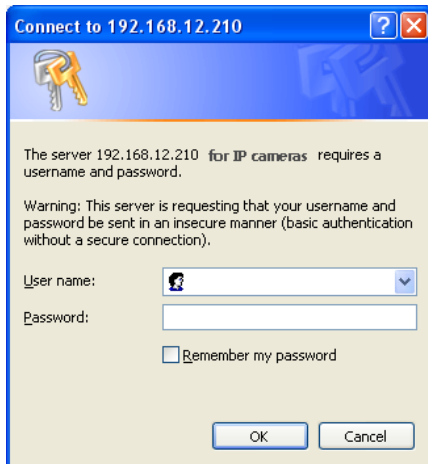 Connect to 192.168.12.210
The server 192.168.12.210 for IP cameras requires a
username and password.
Warning: This server is requesting that your username and
password be sent in an insecure manner (basic authentication
without a secure connection).
User name:
Password:
Remember my password
OK Cancel